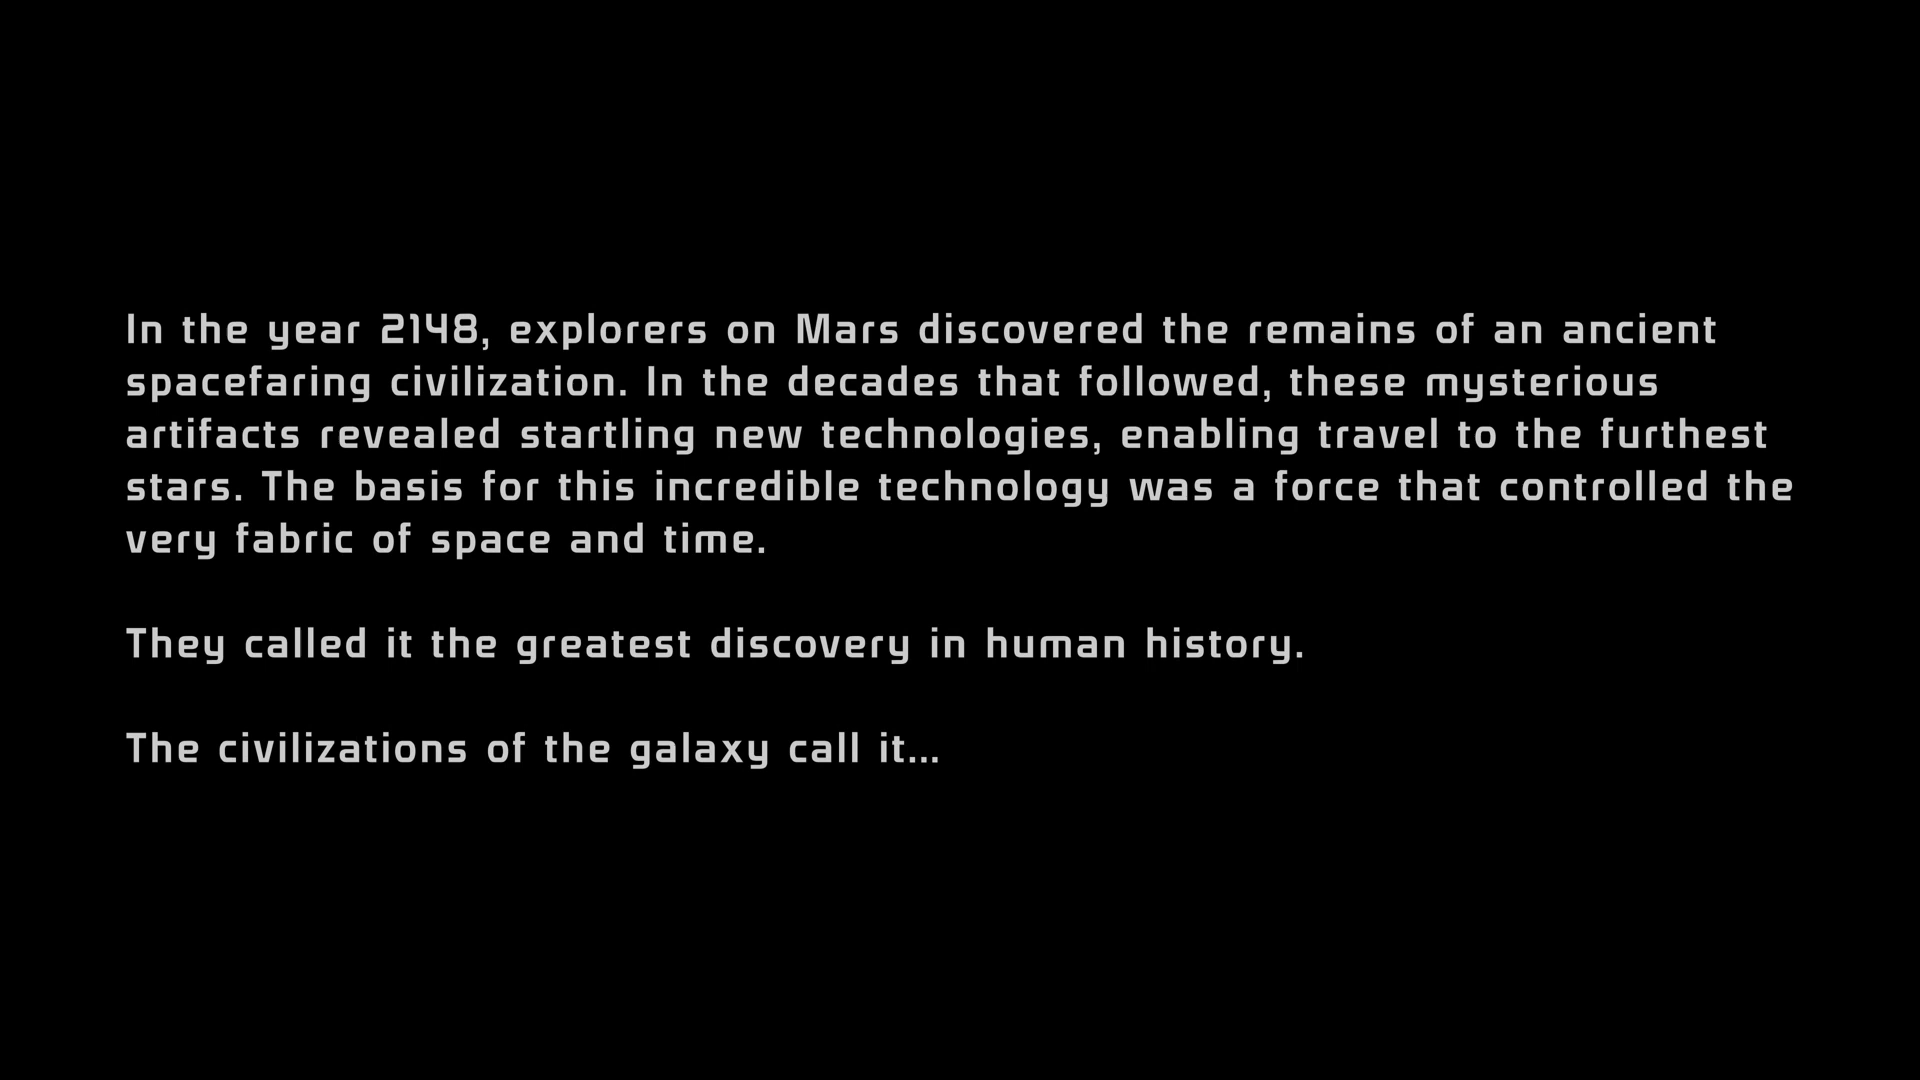 In the year 2148, explorers on Mars discovered the remains of an ancient
spacefaring civilization. In the decades that followed, these mysterious
artifacts revealed startling new technologies, enabling travel to the furthest
stars. The basis for this incredible technology was a force that controlled the
very fabric of space and time.
They called it the greatest discovery in human history.
The civilizations of the galaxy call it...